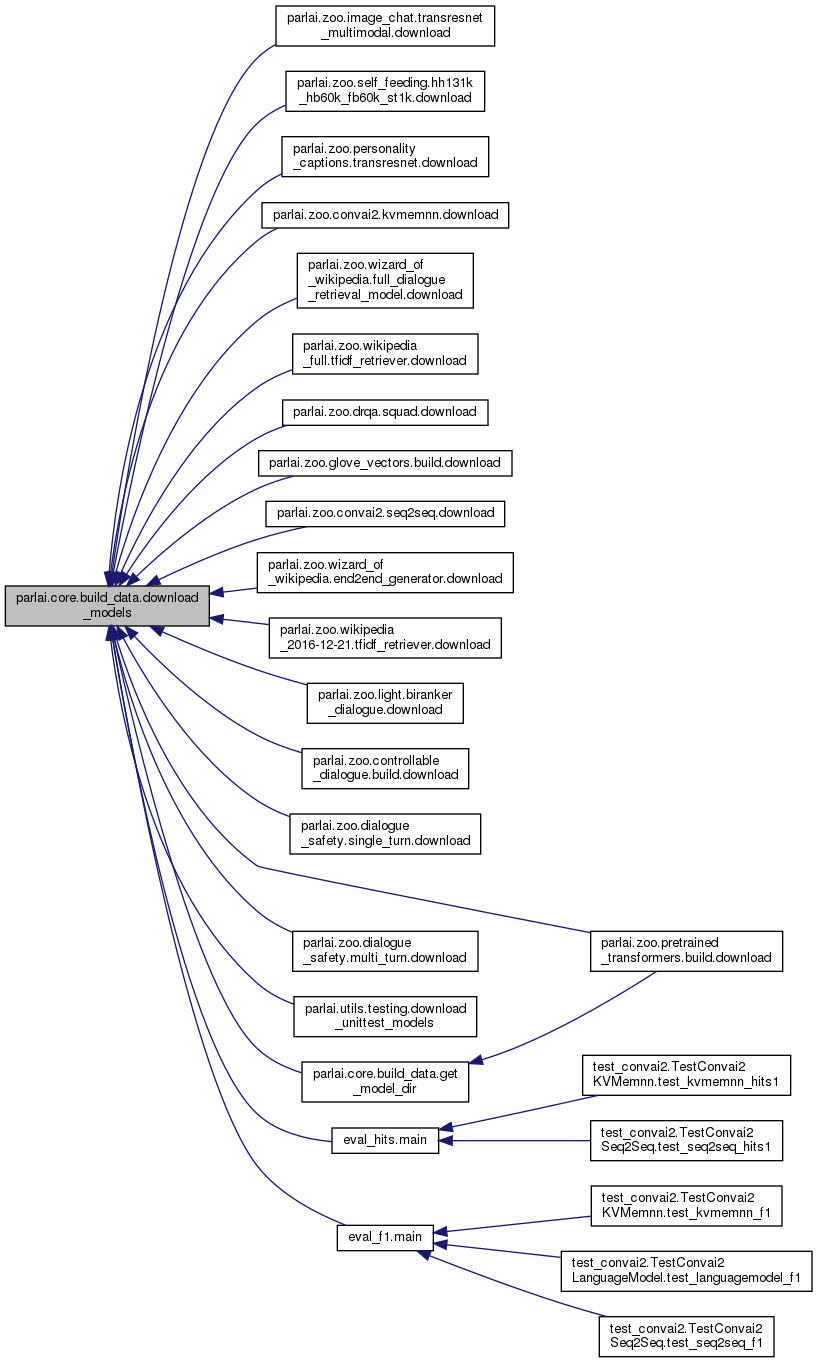 parlai.zoo.image_chat.transresnet
_multimodal.download
parlai.zoo.self_feeding.hh131k
_hb60k_fb60k_st1k.download
parlai.zoo.personality
_captions.transresnet.download
parlai.zoo.convai2.kvmemnn.download
parlai.zoo.wizard_of
_wikipedia.full_dialogue
_retrieval_model.download
parlai.zoo.wikipedia
_full.tfidf_retriever.download
parlai.zoo.drqa.squad.download
parlai.zoo.glove_vectors.build.download
parlai.zoo.convai2.seq2seq.download
parlai.zoo.wizard_of
_wikipedia.end2end_generator.download
parlai.core.build_data.download
_models
parlai.zoo.wikipedia
_2016-12-21.tfidf_retriever.download
parlai.zoo.light.biranker
_dialogue.download
parlai.zoo.controllable
_dialogue.build.download
parlai.zoo.dialogue
_safety.single_turn.download
parlai.zoo.dialogue
_safety.multi_turn.download
parlai.zoo.pretrained
_transformers.build.download
parlai.utils.testing.download
_unittest_models
parlai.core.build_data.get
_model_dir
test_convai2.TestConvai2
KVMemnn.test_kvmemnn_hits1
eval_hits.main
test_convai2.TestConvai2
Seq2Seq.test_seq2seq_hits1
test_convai2.TestConvai2
KVMemnn.test_kvmemnn_f1
eval_f1.main
test_convai2.TestConvai2
LanguageModel.test_languagemodel_f1
test_convai2.TestConvai2
Seq2Seq.test_seq2seq_f1